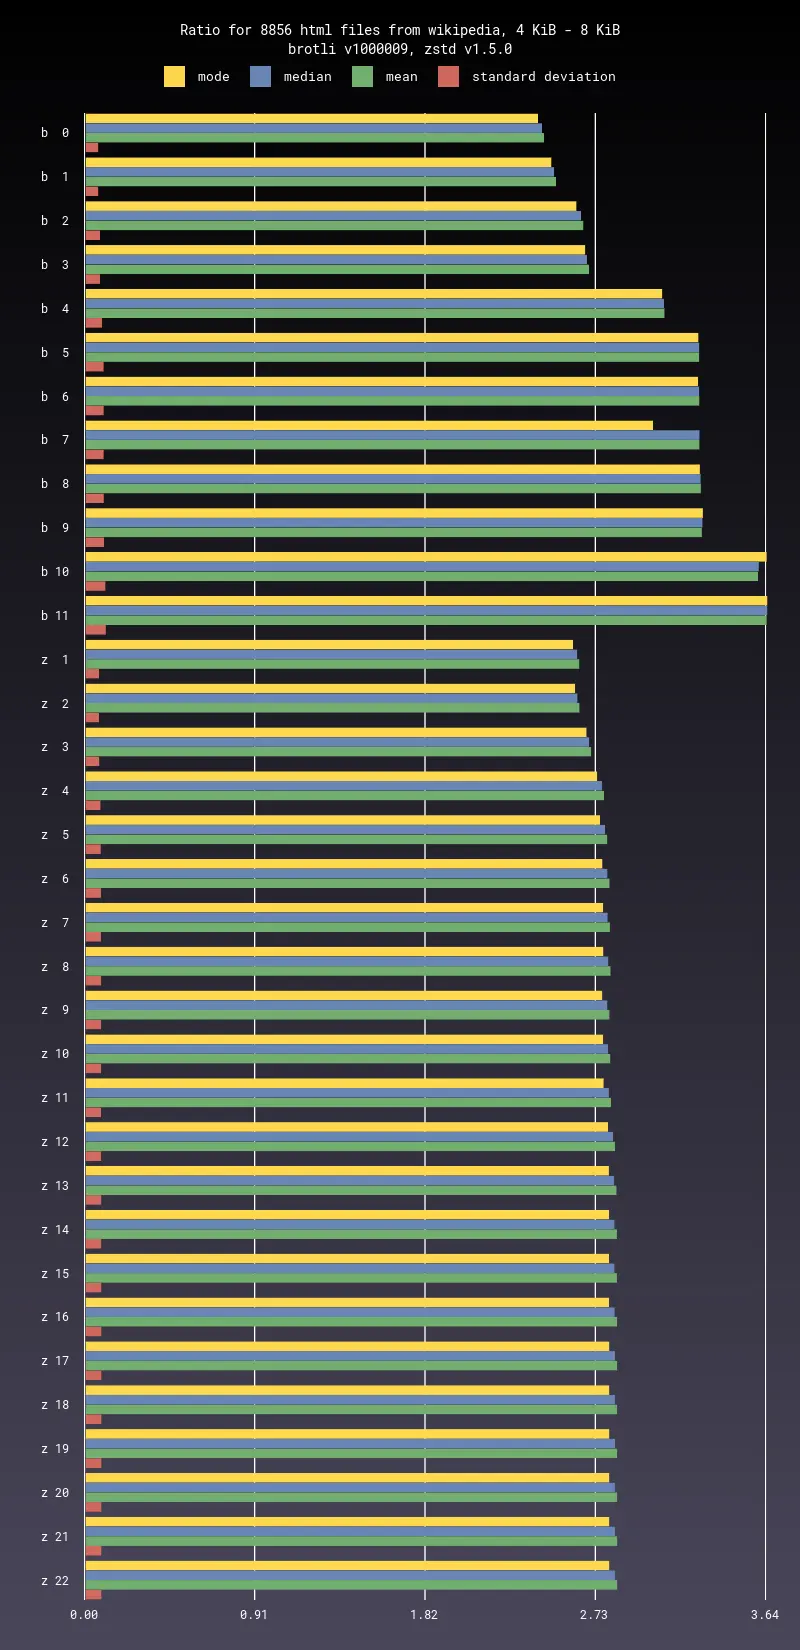 Ratio for 8856 html files from wikipedia, 4 KiB - 8 KiB
brotli v1000009, zstd v1.5.0
mode median mean standard deviation
b 0
b 1
b 2
b 3
b 4
b 5
b 6
b 7
b 8
b 9
b 10
b 11
z 1
z 2
z 3
z 4
z 5
z 6
z 7
z 8
z 9
z 10
z 11
z 12
z 13
z 14
z 15
z 16
z 17
z 18
z 19
z 20
z 21
z 22
0.00 0.91 1.82 2.73 3.64